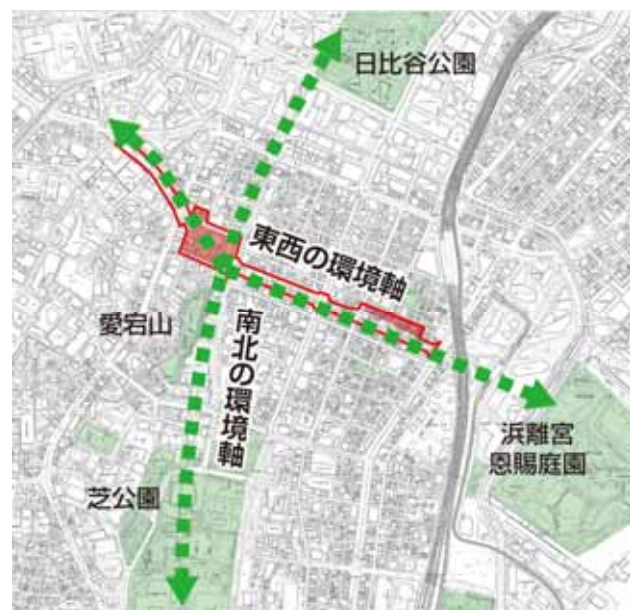 日比谷公園
東西の環境軸
愛宕山
南北の環境軸
浜離宮
恩賜庭園
芝公園